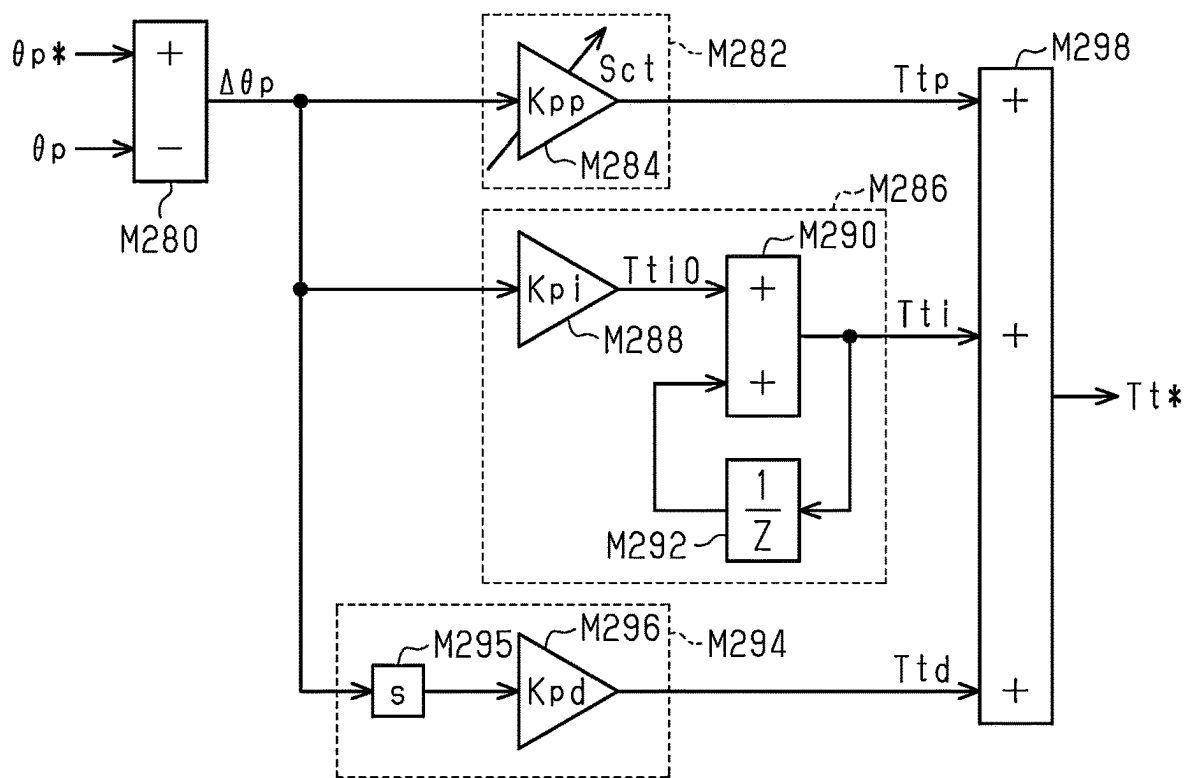 θp*
+
Δθp
θp
−
M280
Kpp
Sct
M284
M282
Ttp
M298
+
M286
Kpi
Tti0
M288
M290
+
+
Tti
+
1
Z
M292
Tt*
M295
s
M296
Kpd
M294
Ttd
+